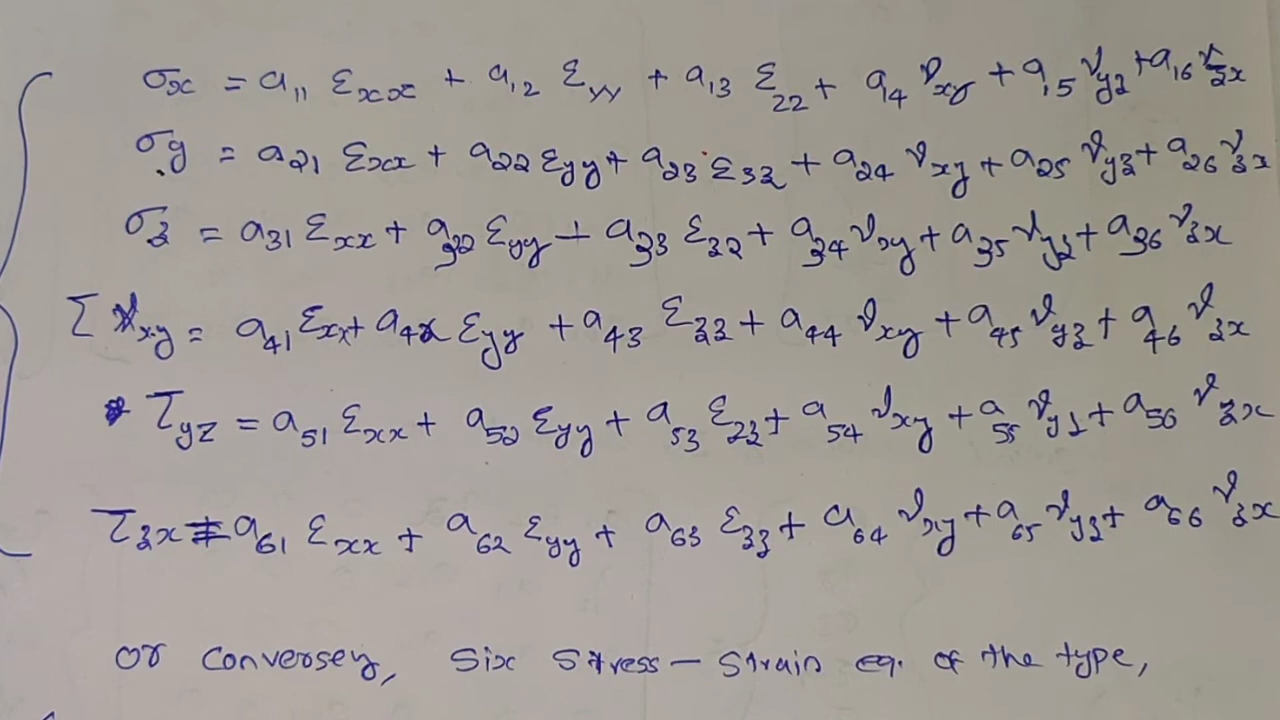 σx = a11 εxx + a12 εyy + a13 εzz + a14 γxy + a15 γyz + a16 γzx
σy = a21 εxx + a22 εyy + a23 εzz + a24 γxy + a25 γyz + a26 γzx
σz = a31 εxx + a32 εyy + a33 εzz + a34 γxy + a35 γyz + a36 γzx
τxy = a41 εxx + a42 εyy + a43 εzz + a44 γxy + a45 γyz + a46 γzx
τyz = a51 εxx + a52 εyy + a53 εzz + a54 γxy + a55 γyz + a56 γzx
τzx = a61 εxx + a62 εyy + a63 εzz + a64 γxy + a65 γyz + a66 γzx
or conversey, six stress - strain eq. of the type,